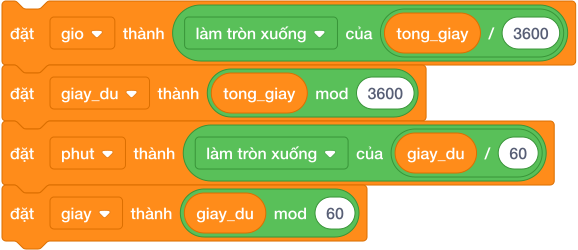 đặt gio thành làm tròn xuống của tong_giay / 3600
đặt giay_du thành tong_giay mod 3600
đặt phut thành làm tròn xuống của giay_du / 60
đặt giay thành giay_du mod 60